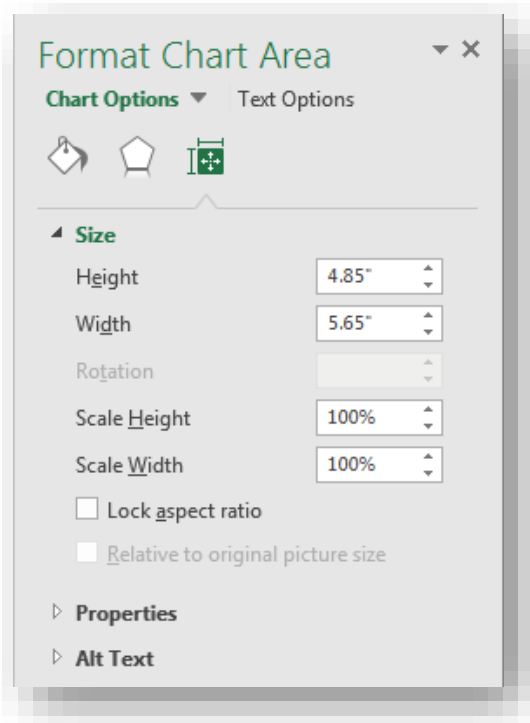 Format Chart Area
Chart Options Text Options
Size
Height 4.85"
Width 5.65"
Rotation
Scale Height 100%
Scale Width 100%
Lock aspect ratio
Relative to original picture size
Properties
Alt Text